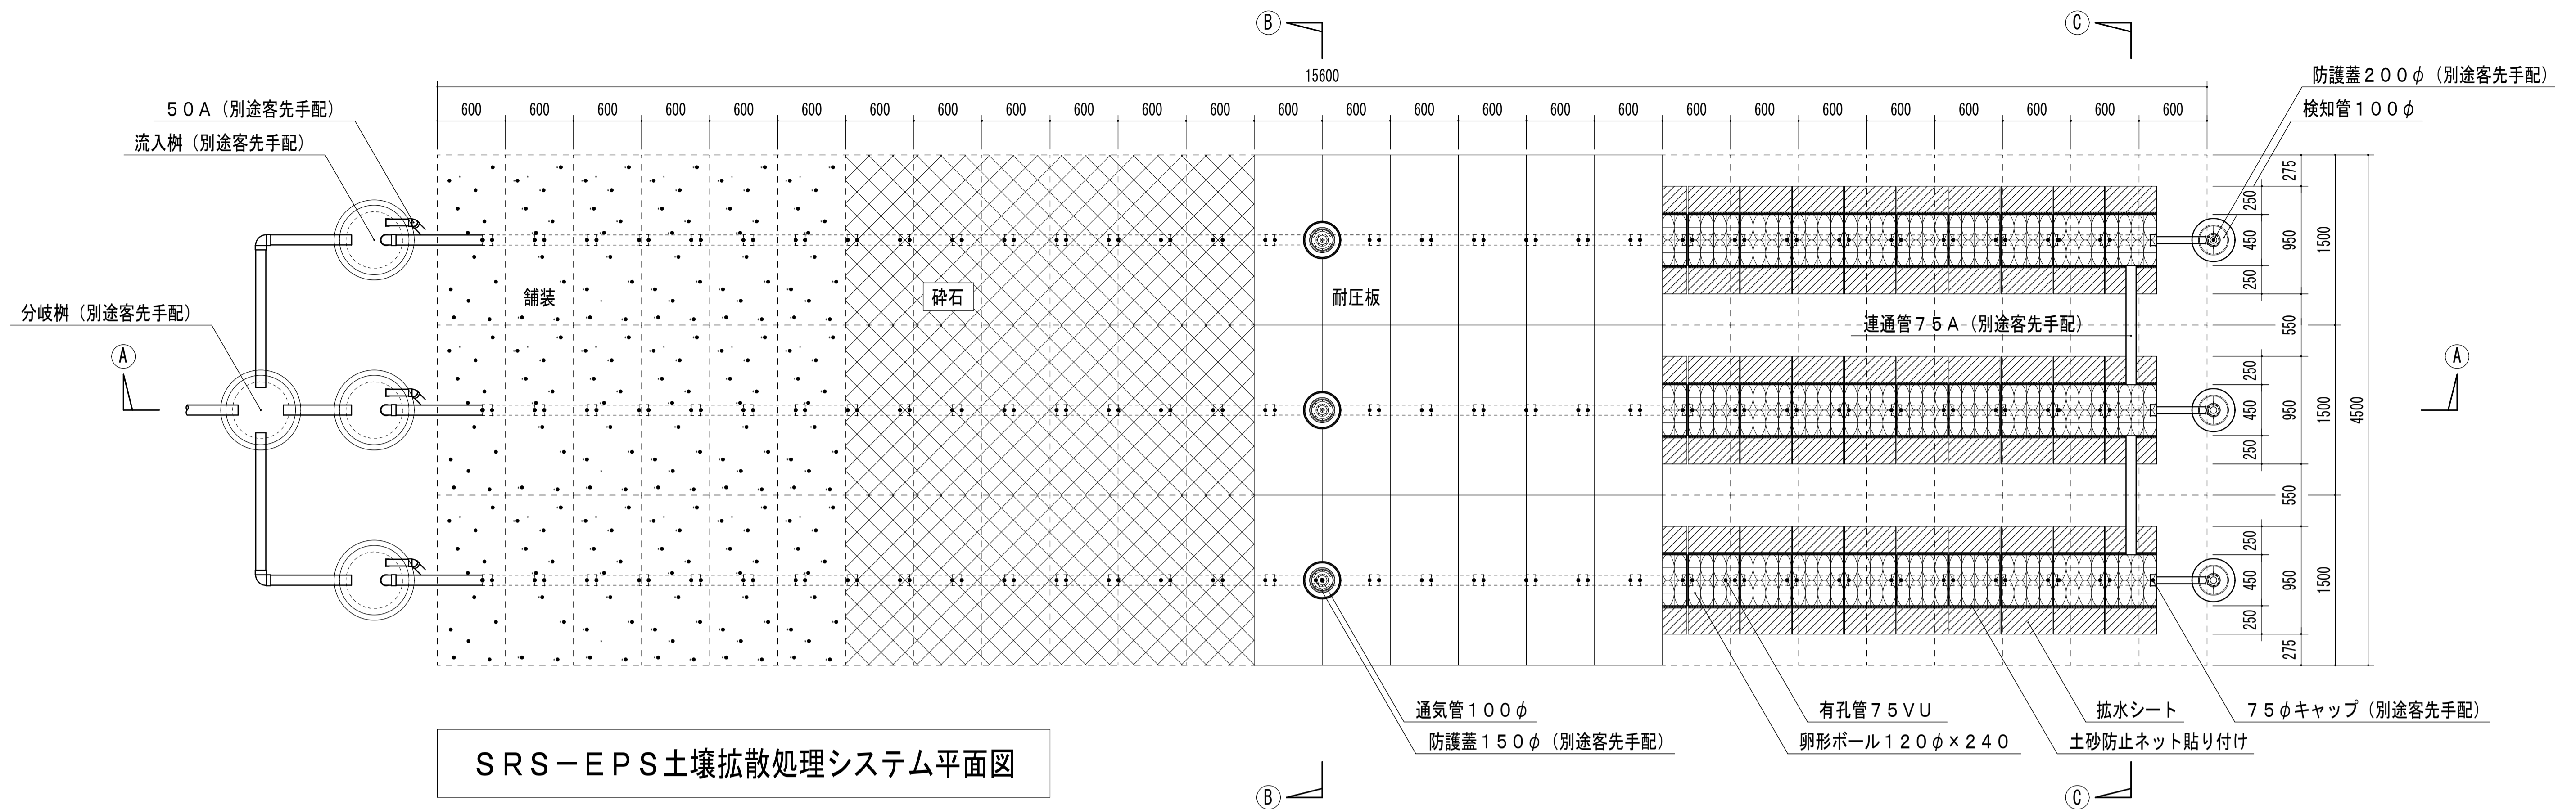 Ⓑ
Ⓒ
15600
600 600 600 600 600 600 600 600 600 600 600 600 600 600 600 600 600 600 600 600 600 600 600 600 600 600
防護蓋200φ(別途客先手配)
検知管100φ
50A(別途客先手配)
流入桝(別途客先手配)
分岐桝(別途客先手配)
Ⓐ
舗装
砕石
耐圧板
連通管75A(別途客先手配)
Ⓐ
275
250
450
250
950
1500
550
250
450
250
950
1500
4500
550
250
450
250
950
1500
275
通気管100φ
防護蓋150φ(別途客先手配)
有孔管75VU
卵形ボール120φ×240
拡水シート
土砂防止ネット貼り付け
75φキャップ(別途客先手配)
SRS-EPS土壌拡散処理システム平面図
Ⓑ
Ⓒ